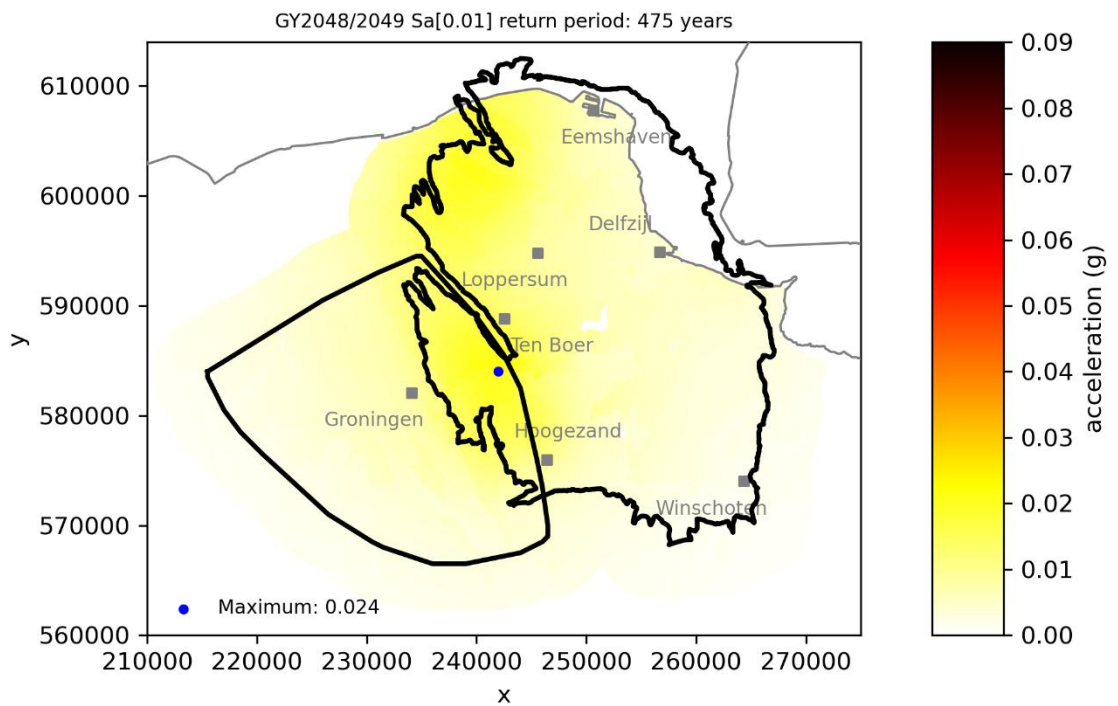 GY2048/2049 Sa[0.01] return period: 475 years
610000
600000
590000
580000
570000
560000
y
210000 220000 230000 240000 250000 260000 270000
x
Eemshaven
Delfzijl
Loppersum
Ten Boer
Groningen
Hoogezand
Winschoten
Maximum: 0.024
0.09
0.08
0.07
0.06
0.05
0.04
0.03
0.02
0.01
0.00
acceleration (g)